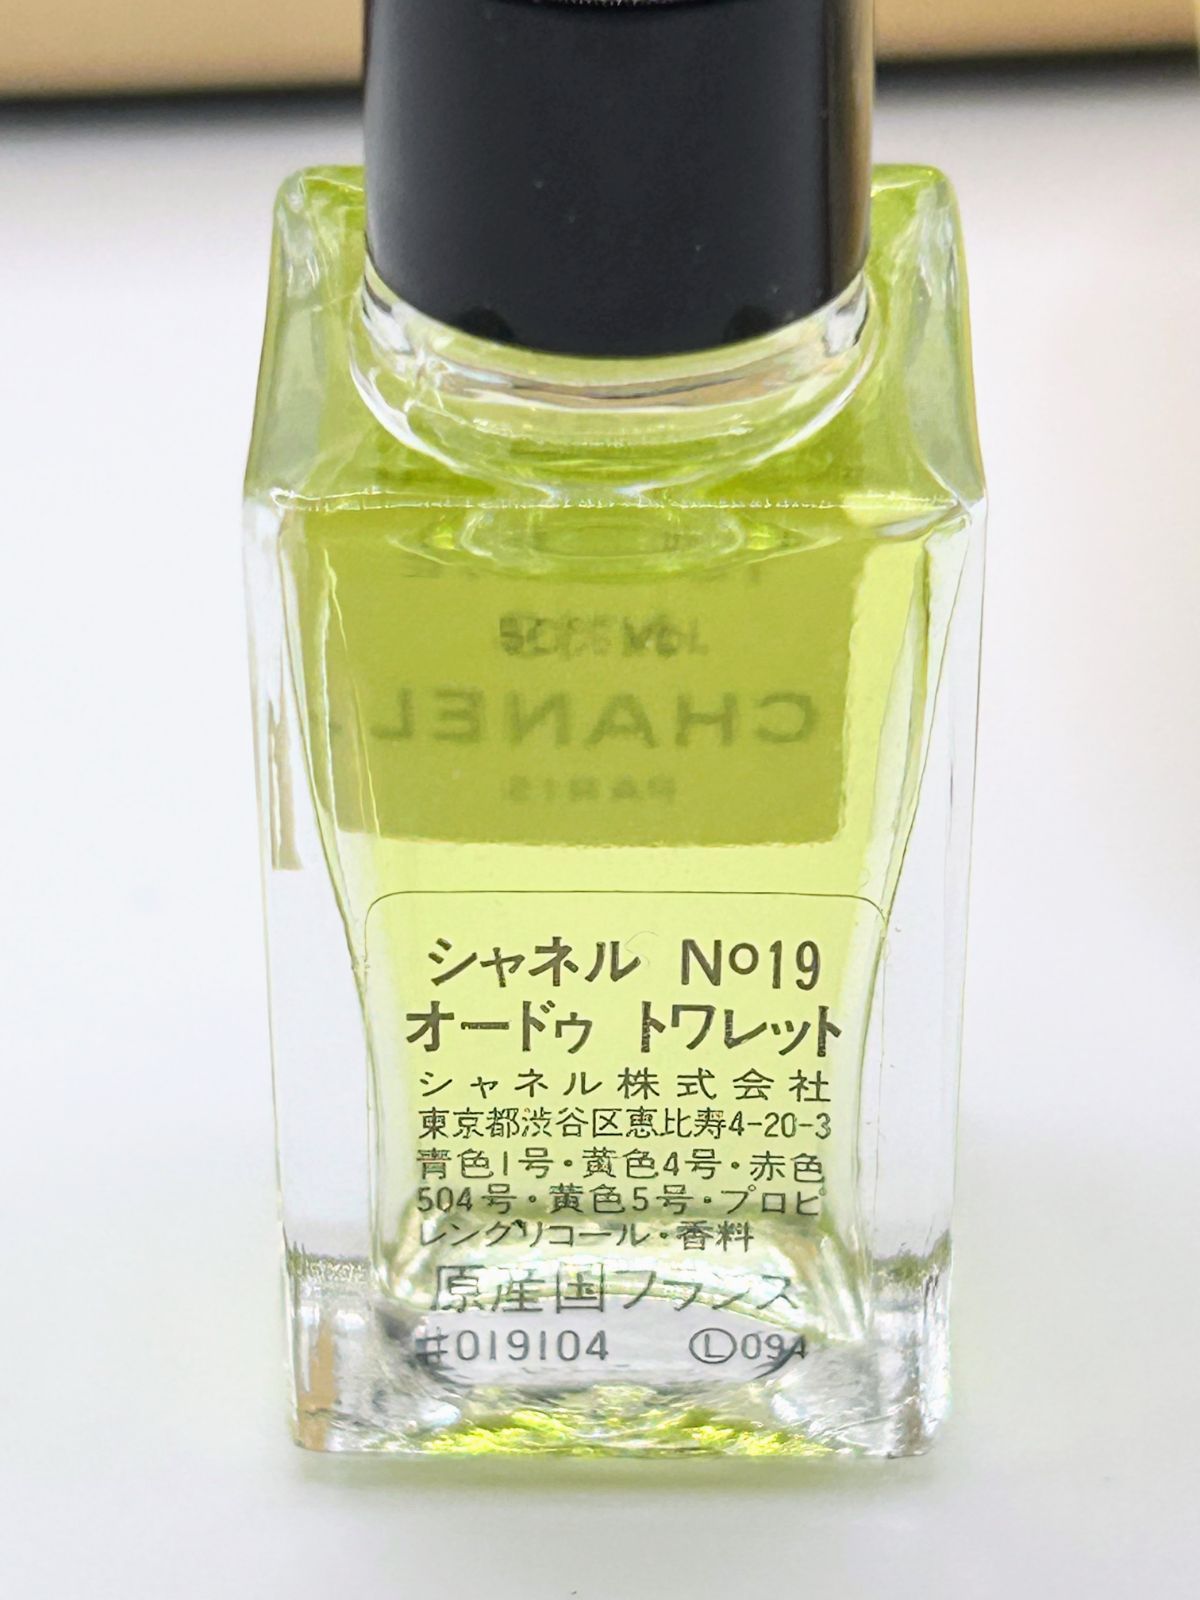 CHANEL
PARIS
シャネル No19
オードゥ トワレット
シャネル株式会社
東京都渋谷区恵比寿4-20-3
青色1号・黄色4号・赤色
504号・黄色5号・プロピ
レングリコール・香料
原産国フランス
#019104 Ⓛ094